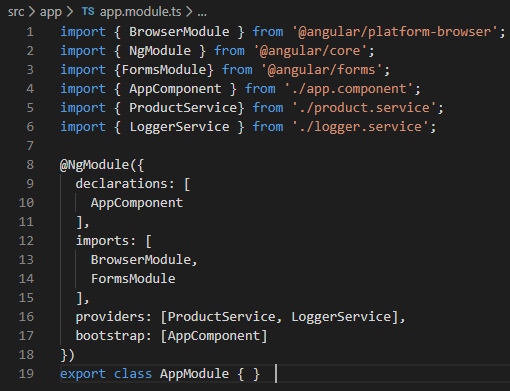 src > app > TS app.module.ts > ...
1 import { BrowserModule } from '@angular/platform-browser';
2 import { NgModule } from '@angular/core';
3 import {FormsModule} from '@angular/forms';
4 import { AppComponent } from './app.component';
5 import { ProductService} from './product.service';
6 import { LoggerService } from './logger.service';
7
8 @NgModule({
9   declarations: [
10     AppComponent
11   ],
12   imports: [
13     BrowserModule,
14     FormsModule
15   ],
16   providers: [ProductService, LoggerService],
17   bootstrap: [AppComponent]
18 })
19 export class AppModule { }